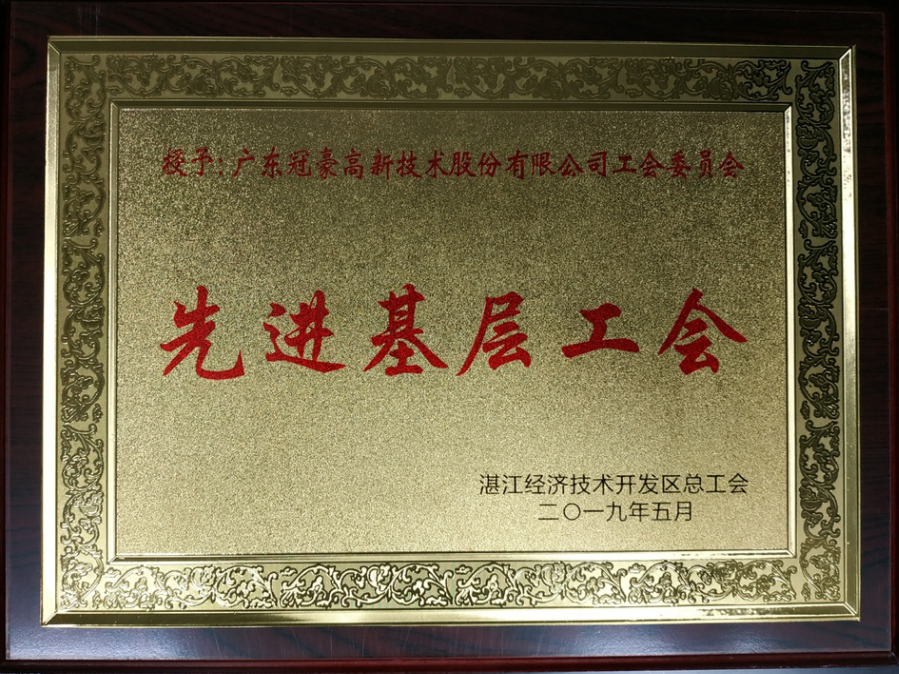 授予：广东冠豪高新技术股份有限公司工会委员会
先进基层工会
湛江经济技术开发区总工会
二〇一九年五月